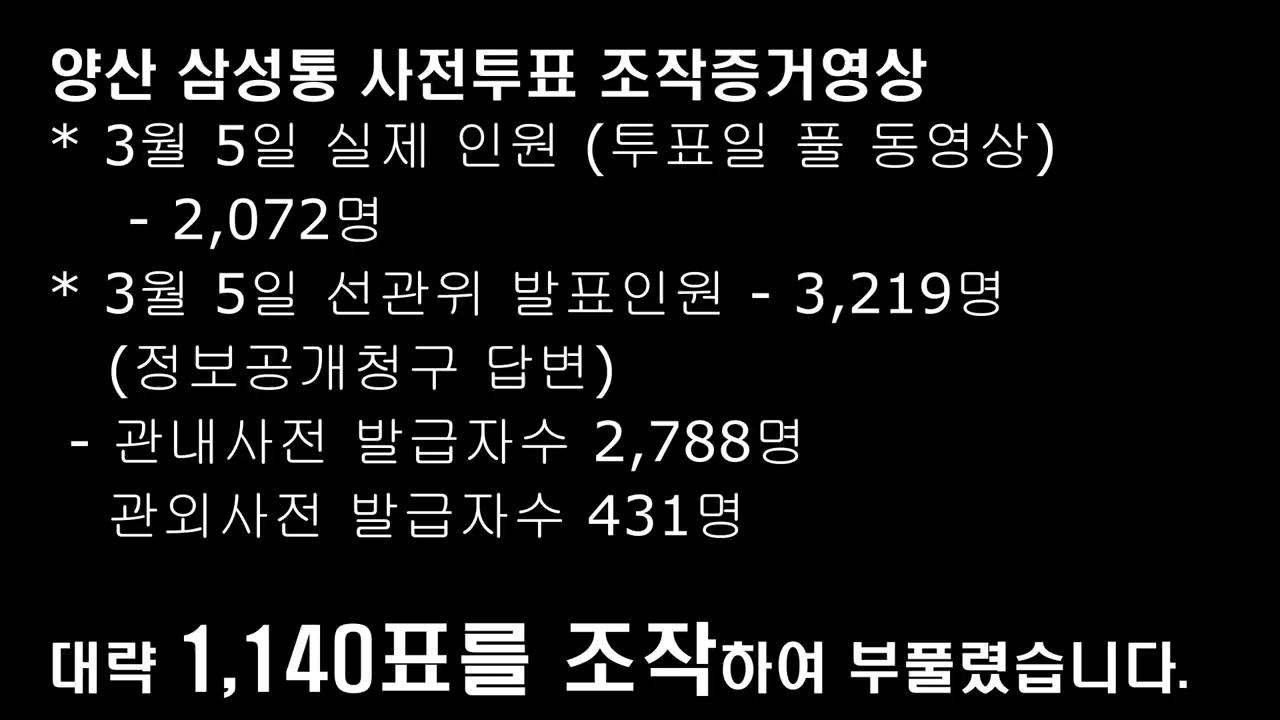 양산 삼성통 사전투표 조작증거영상
* 3월 5일 실제 인원 (투표일 풀 동영상)
- 2,072명
* 3월 5일 선관위 발표인원 - 3,219명
(정보공개청구 답변)
- 관내사전 발급자수 2,788명
관외사전 발급자수 431명
대략 1,140표를 조작하여 부풀렸습니다.